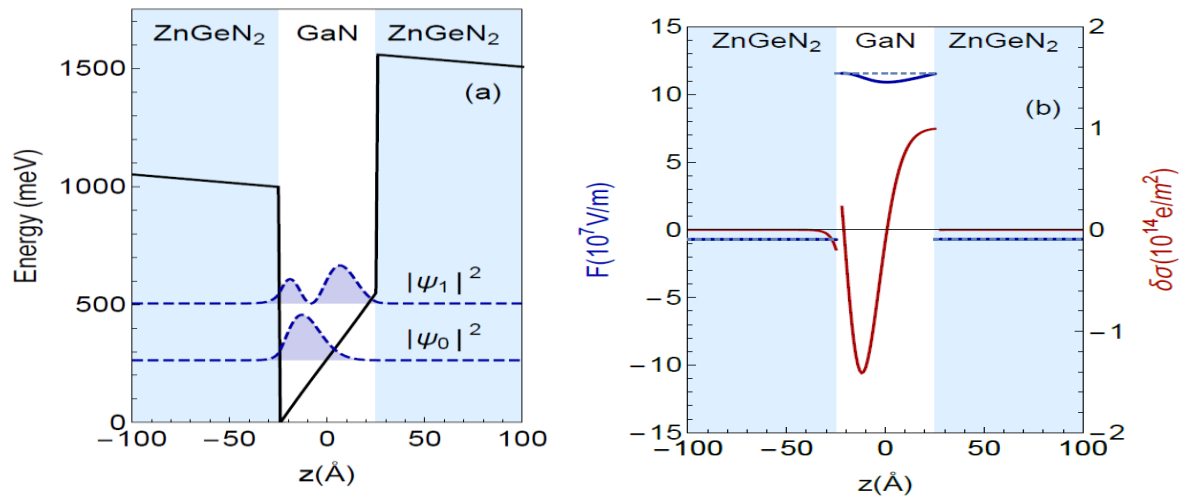 ZnGeN₂ GaN ZnGeN₂
(a)
Energy (meV)
1500
1000
500
0
|ψ₁|²
|ψ₀|²
−100 −50 0 50 100
z(Å)
ZnGeN₂ GaN ZnGeN₂
(b)
F(10⁷V/m)
15
10
5
0
−5
−10
−15
2
1
0
−1
−2
δσ(10¹⁴e/m²)
−100 −50 0 50 100
z(Å)